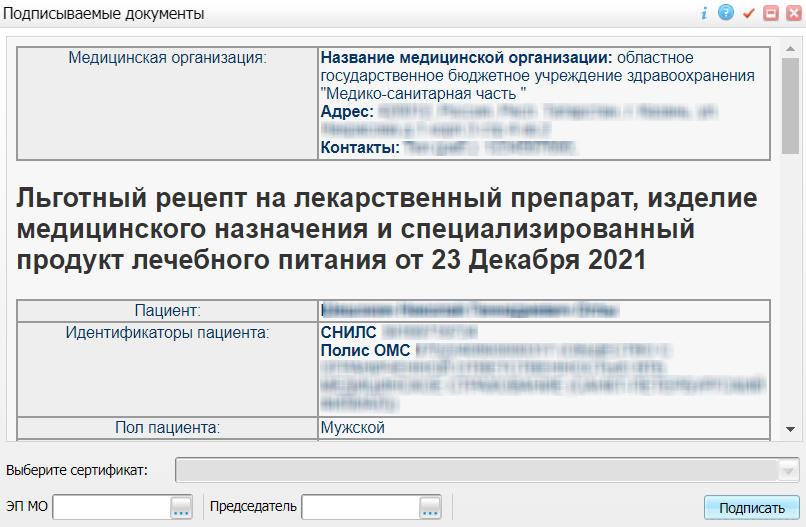 Подписываемые документы
Медицинская организация:
Название медицинской организации: областное
государственное бюджетное учреждение здравоохранения
"Медико-санитарная часть "
Адрес:
Контакты:
Льготный рецепт на лекарственный препарат, изделие
медицинского назначения и специализированный
продукт лечебного питания от 23 Декабря 2021
Пациент:
Идентификаторы пациента:
СНИЛС
Полис ОМС
Пол пациента:
Мужской
Выберите сертификат:
ЭП МО ... Председатель ... Подписать